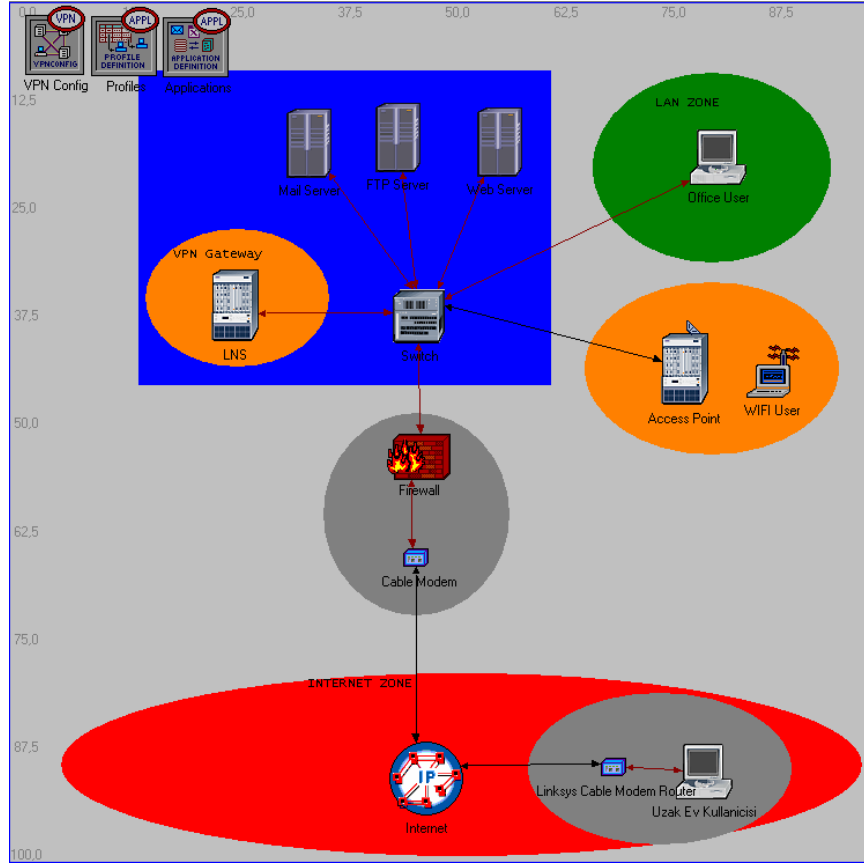 0,0
25,0
37,5
50,0
62,5
75,0
87,5
VPN
APPL
APPL
VPNCONFIG
PROFILE
DEFINITION
APPLICATION
DEFINITION
VPN Config
Profiles
Applications
12,5
LAN ZONE
Mail Server
FTP Server
Web Server
Office User
25,0
VPN Gateway
37,5
LNS
Switch
Access Point
WIFI User
50,0
Firewall
62,5
Cable Modem
75,0
INTERNET ZONE
87,5
IP
Linksys Cable Modem Router
Uzak Ev Kullanicisi
Internet
100,0